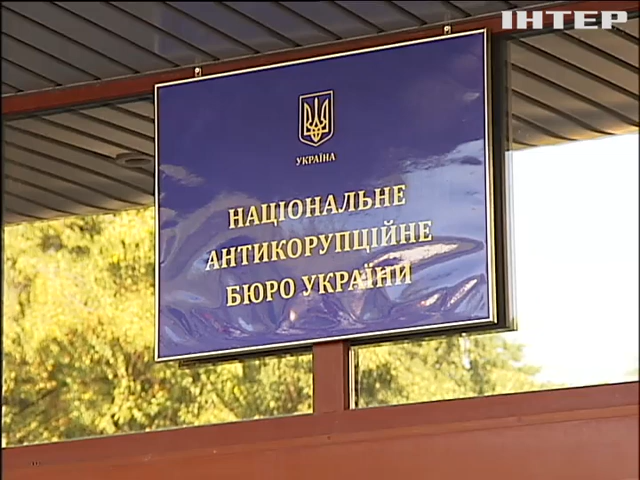 ІНТЕР
УКРАЇНА
НАЦІОНАЛЬНЕ
АНТИКОРУПЦІЙНЕ
БЮРО УКРАЇНИ